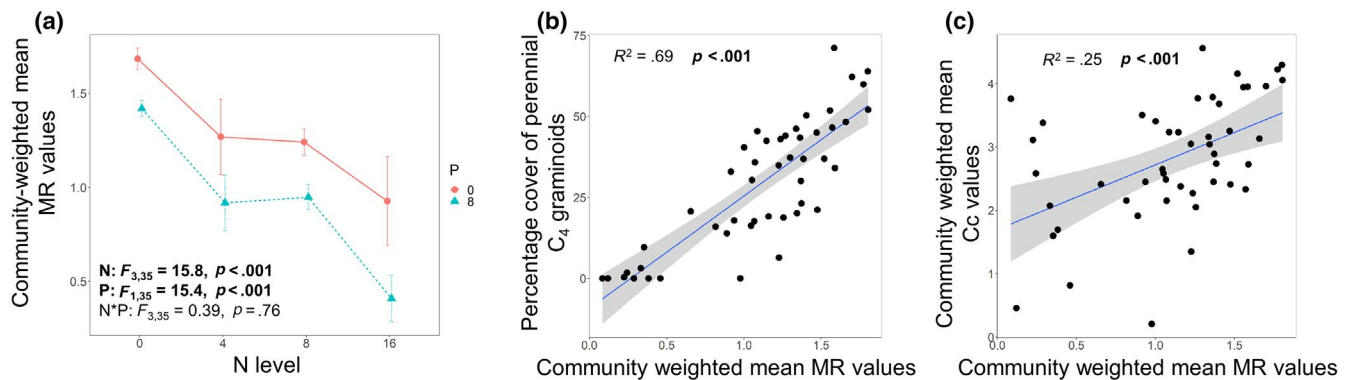 (a)
Community-weighted mean
MR values
1.5
1.0
0.5
N: F3,35 = 15.8, p <.001
P: F1,35 = 15.4, p <.001
N*P: F3,35 = 0.39, p =.76
0
4
8
16
N level
P
0
8
(b)
Percentage cover of perennial
C4 graminoids
75
50
25
0
R² = .69 p <.001
0.0
0.5
1.0
1.5
Community weighted mean MR values
(c)
Community weighted mean
Cc values
4
3
2
1
0
R² = .25 p <.001
0.0
0.5
1.0
1.5
Community weighted mean MR values